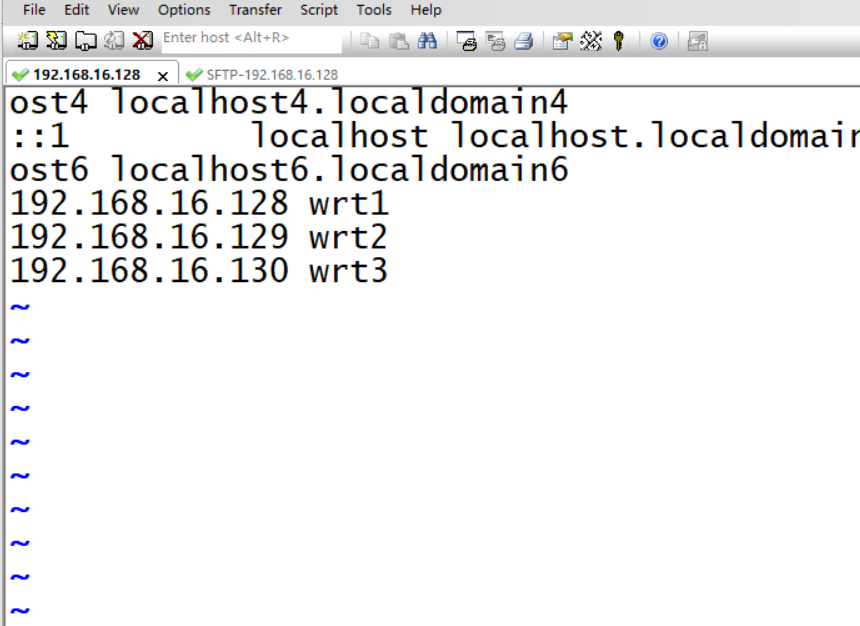 File Edit View Options Transfer Script Tools Help
Enter host <Alt+R>
192.168.16.128 x SFTP-192.168.16.128
ost4 localhost4.localdomain4
::1 localhost localhost.localdomain
ost6 localhost6.localdomain6
192.168.16.128 wrt1
192.168.16.129 wrt2
192.168.16.130 wrt3
~
~
~
~
~
~
~
~
~
~